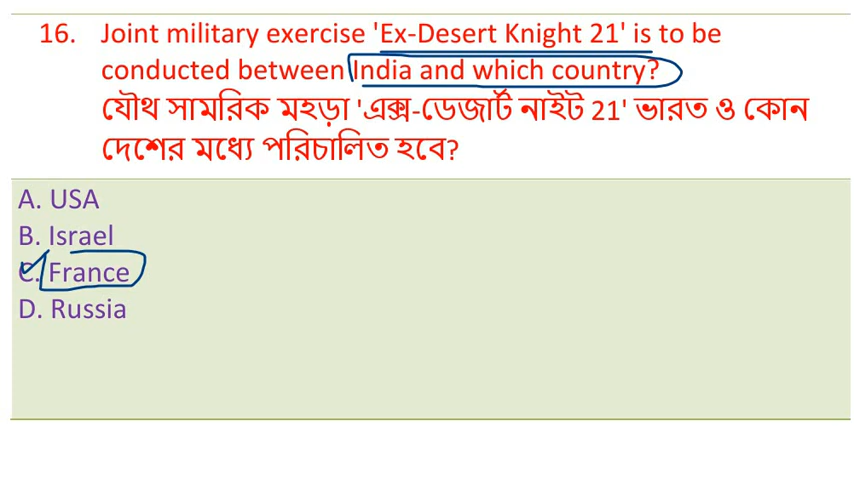 16. Joint military exercise 'Ex-Desert Knight 21' is to be
conducted between India and which country?
যৌথ সামরিক মহড়া 'এক্স-ডেজার্ট নাইট 21' ভারত ও কোন
দেশের মধ্যে পরিচালিত হবে?
A. USA
B. Israel
C. France
D. Russia